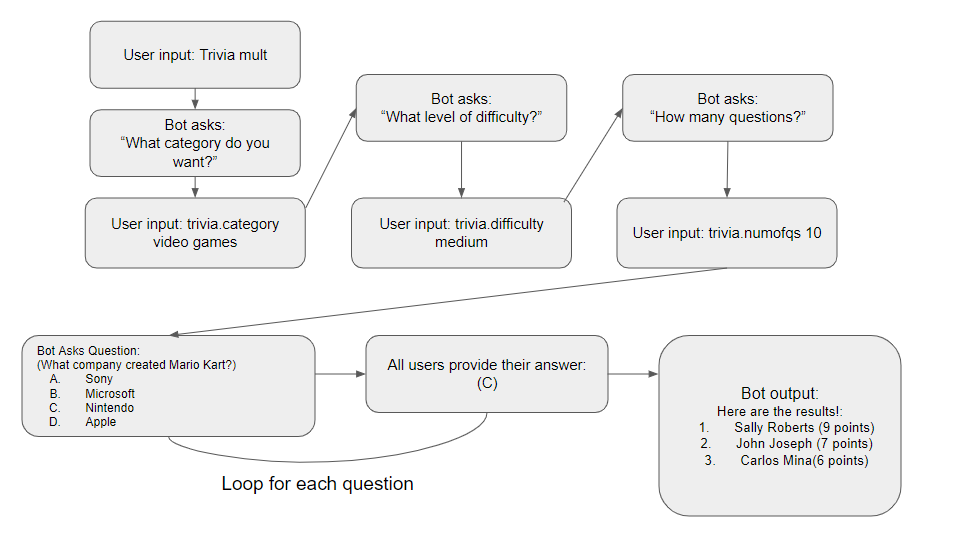 User input: Trivia mult
Bot asks:
“What category do you
want?”
User input: trivia.category
video games
Bot asks:
“What level of difficulty?”
User input: trivia.difficulty
medium
Bot asks:
“How many questions?”
User input: trivia.numofqs 10
Bot Asks Question:
(What company created Mario Kart?)
A. Sony
B. Microsoft
C. Nintendo
D. Apple
All users provide their answer:
(C)
Loop for each question
Bot output:
Here are the results!:
1. Sally Roberts (9 points)
2. John Joseph (7 points)
3. Carlos Mina(6 points)